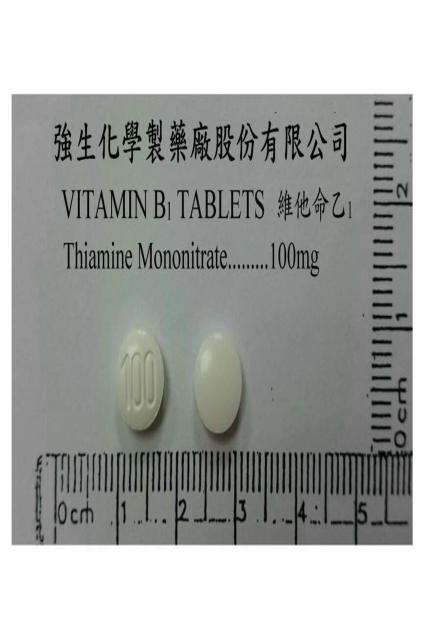 強生化學製藥廠股份有限公司
VITAMIN B1 TABLETS 維他命乙1
Thiamine Mononitrate.........100mg
100
2
1
0cm
0cm 1 2 3 4 5